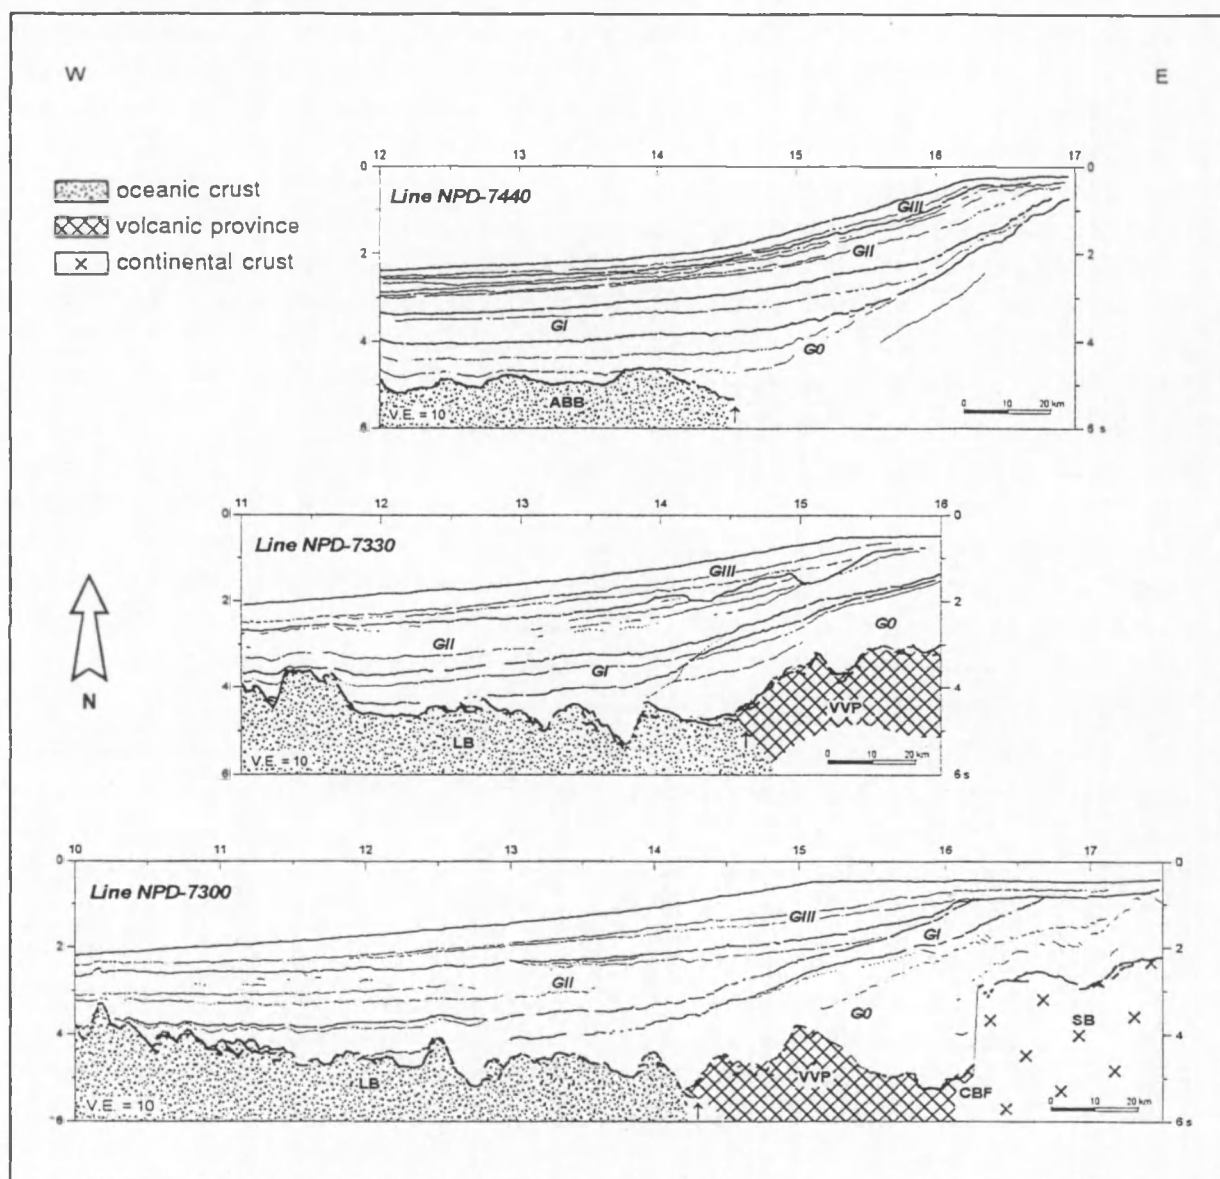 W E
oceanic crust
volcanic province
continental crust
12 13 14 15 16 17
0 0
Line NPD-7440
GIII
GII
2 2
GI
G0
4 4
ABB
V.E. = 10
0 10 20 km
6 6 s
11 12 13 14 15 16
0 0
Line NPD-7330
GIII
2 2
GII
G0
GI
4 4
VVP
LB
V.E. = 10
0 10 20 km
6 6 s
N
10 11 12 13 14 15 16 17
0 0
Line NPD-7300
GIII
GI
2 2
GII
G0
SB
4 4
LB
VVP
CBF
V.E. = 10
0 10 20 km
6 6 s